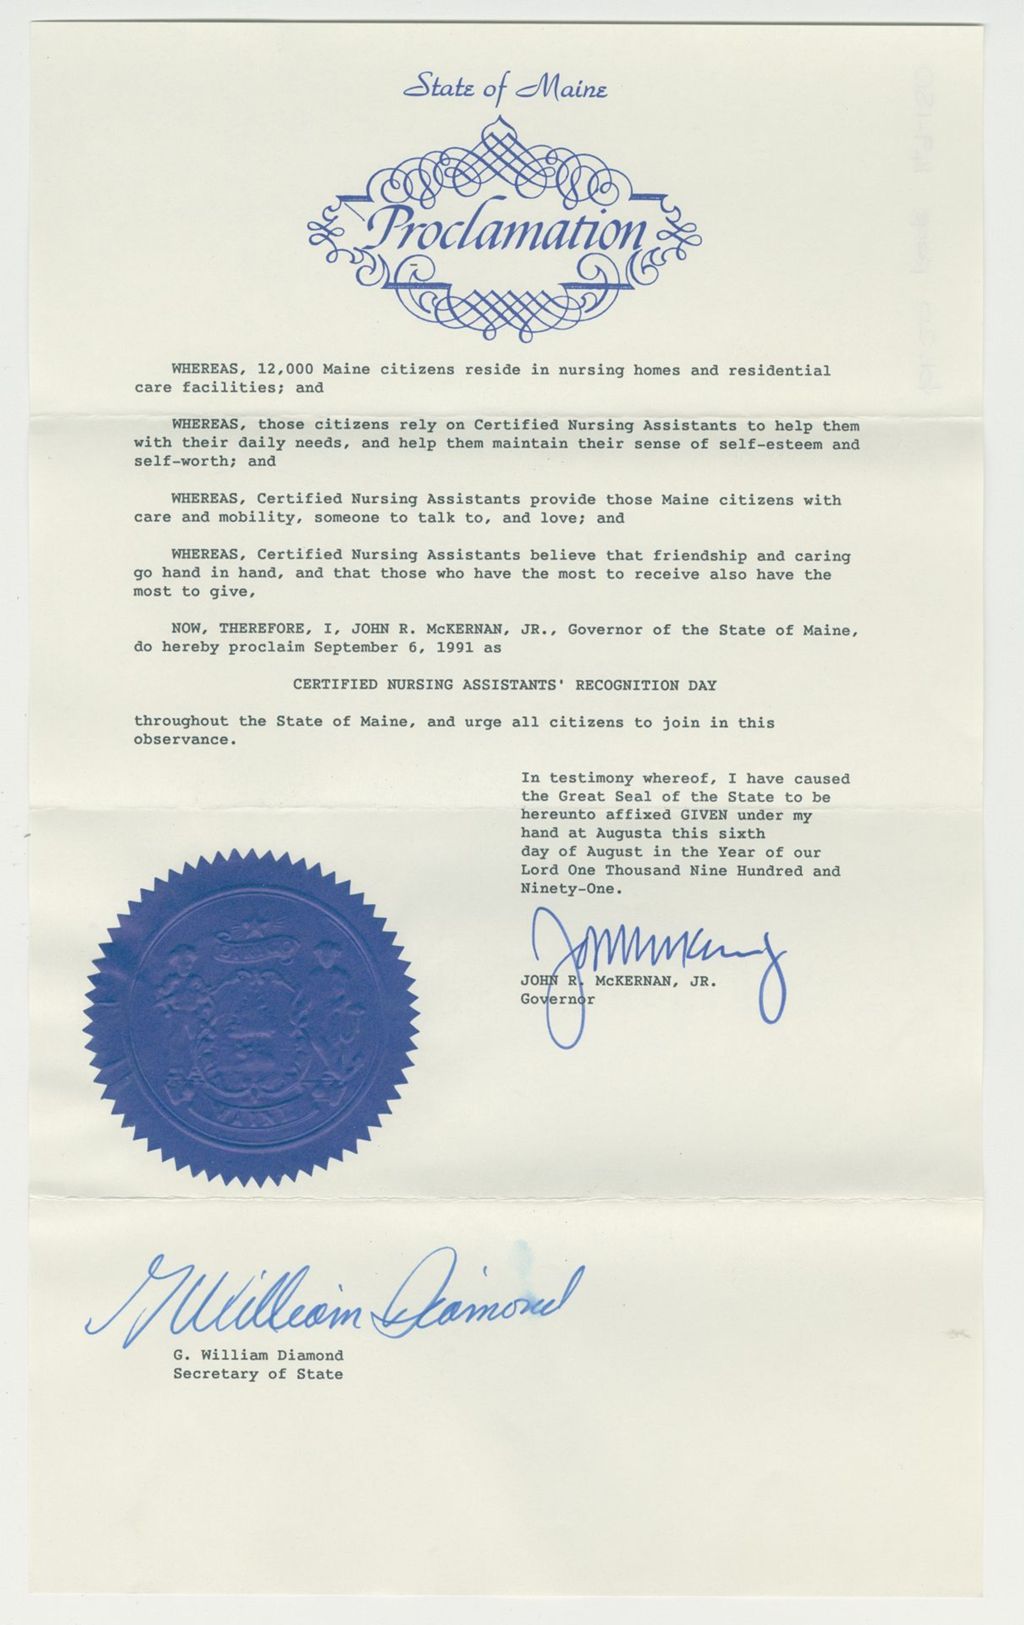 State of Maine
Proclamation
WHEREAS, 12,000 Maine citizens reside in nursing homes and residential
care facilities; and
WHEREAS, those citizens rely on Certified Nursing Assistants to help them
with their daily needs, and help them maintain their sense of self-esteem and
self-worth; and
WHEREAS, Certified Nursing Assistants provide those Maine citizens with
care and mobility, someone to talk to, and love; and
WHEREAS, Certified Nursing Assistants believe that friendship and caring
go hand in hand, and that those who have the most to receive also have the
most to give,
NOW, THEREFORE, I, JOHN R. McKERNAN, JR., Governor of the State of Maine,
do hereby proclaim September 6, 1991 as
CERTIFIED NURSING ASSISTANTS' RECOGNITION DAY
throughout the State of Maine, and urge all citizens to join in this
observance.
In testimony whereof, I have caused
the Great Seal of the State to be
hereunto affixed GIVEN under my
hand at Augusta this sixth
day of August in the Year of our
Lord One Thousand Nine Hundred and
Ninety-One.
JOHN R. McKERNAN, JR.
Governor
MAINE
G William Diamond
G. William Diamond
Secretary of State